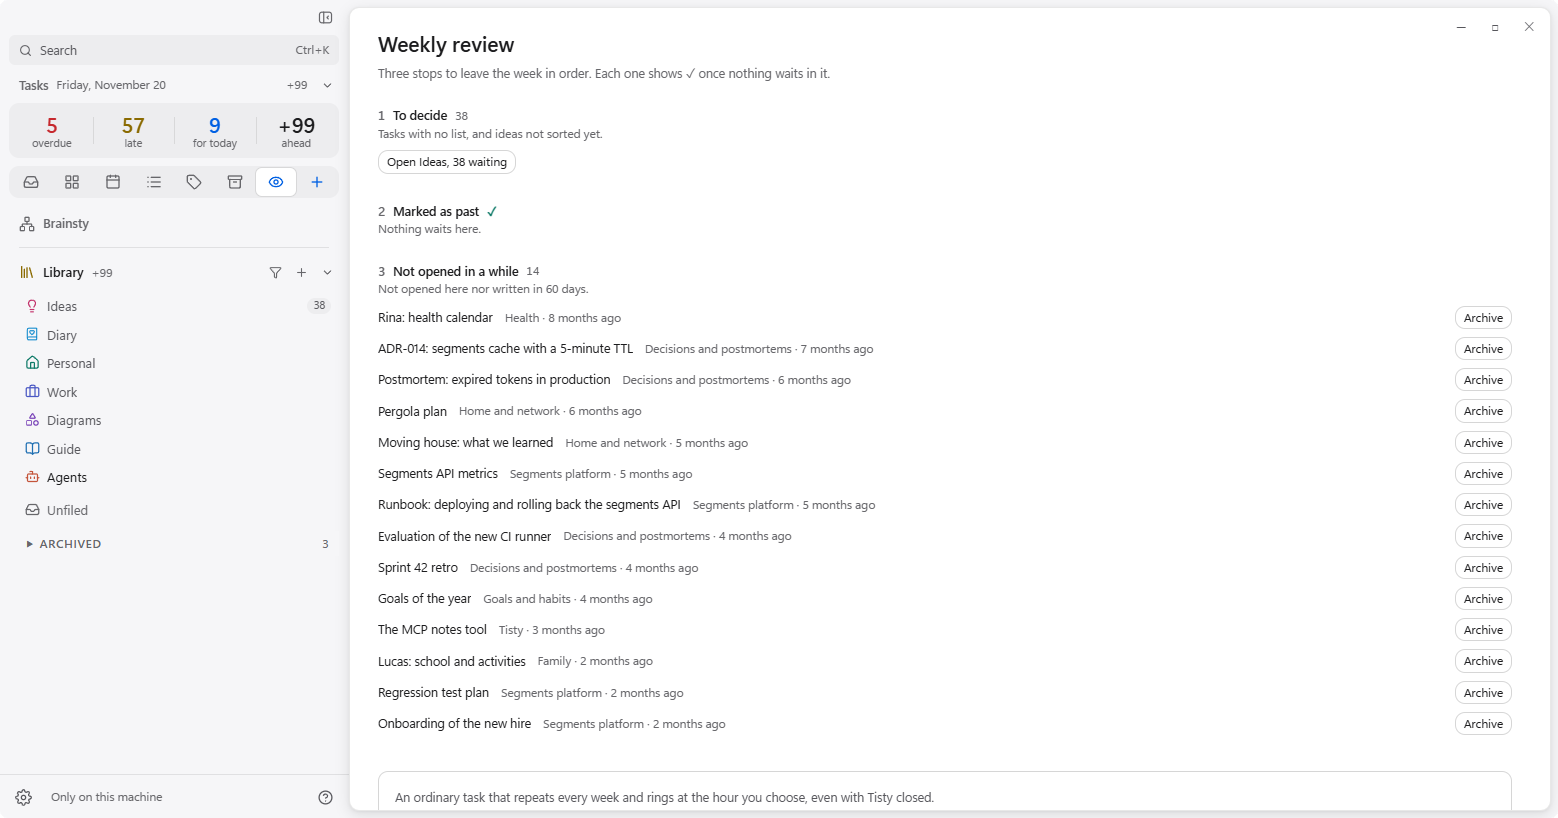 Search Ctrl+K
Tasks Friday, November 20 +99
5 57 9 +99
overdue late for today ahead
Brainsty
Library +99
Ideas 38
Diary
Personal
Work
Diagrams
Guide
Agents
Unfiled
ARCHIVED 3
Only on this machine
Weekly review
Three stops to leave the week in order. Each one shows ✓ once nothing waits in it.
1 To decide 38
Tasks with no list, and ideas not sorted yet.
Open Ideas, 38 waiting
2 Marked as past ✓
Nothing waits here.
3 Not opened in a while 14
Not opened here nor written in 60 days.
Rina: health calendar Health · 8 months ago Archive
ADR-014: segments cache with a 5-minute TTL Decisions and postmortems · 7 months ago Archive
Postmortem: expired tokens in production Decisions and postmortems · 6 months ago Archive
Pergola plan Home and network · 6 months ago Archive
Moving house: what we learned Home and network · 5 months ago Archive
Segments API metrics Segments platform · 5 months ago Archive
Runbook: deploying and rolling back the segments API Segments platform · 5 months ago Archive
Evaluation of the new CI runner Decisions and postmortems · 4 months ago Archive
Sprint 42 retro Decisions and postmortems · 4 months ago Archive
Goals of the year Goals and habits · 4 months ago Archive
The MCP notes tool Tisty · 3 months ago Archive
Lucas: school and activities Family · 2 months ago Archive
Regression test plan Segments platform · 2 months ago Archive
Onboarding of the new hire Segments platform · 2 months ago Archive
An ordinary task that repeats every week and rings at the hour you choose, even with Tisty closed.